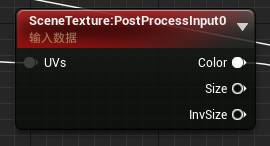 SceneTexture:PostProcessInput0
输入数据
UVs
Color
Size
InvSize